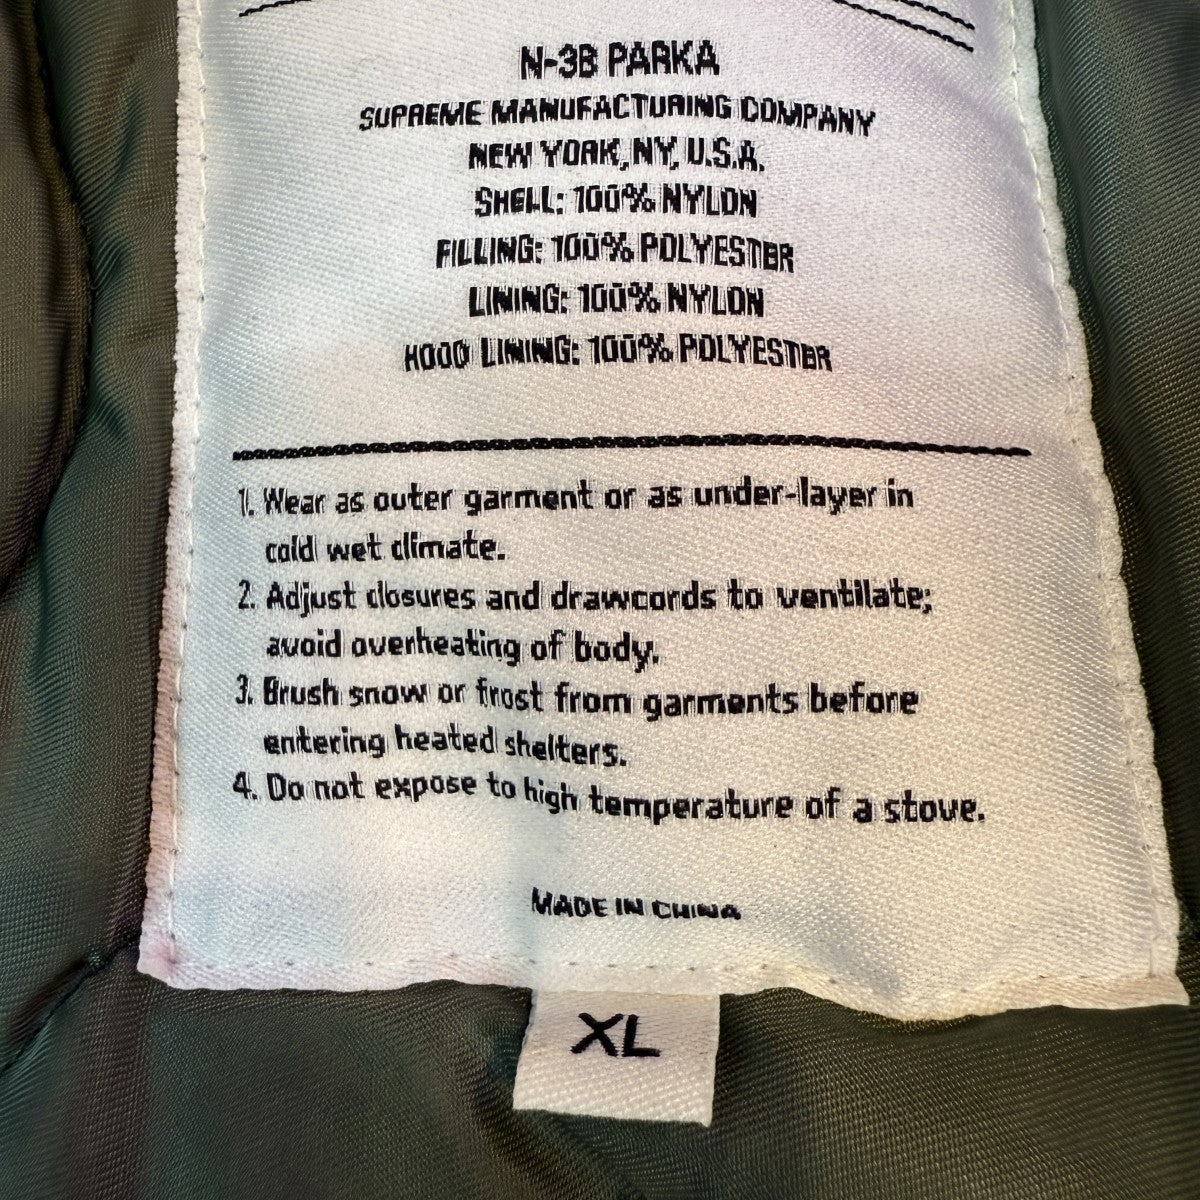 N-3B PARKA
SUPREME MANUFACTURING COMPANY
NEW YORK, NY, U.S.A.
SHELL: 100% NYLON
FILLING: 100% POLYESTER
LINING: 100% NYLON
HOOD LINING: 100% POLYESTER
1. Wear as outer garment or as under-layer in
cold wet climate.
2. Adjust closures and drawcords to ventilate;
avoid overheating of body.
3. Brush snow or frost from garments before
entering heated shelters.
4. Do not expose to high temperature of a stove.
MADE IN CHINA
XL